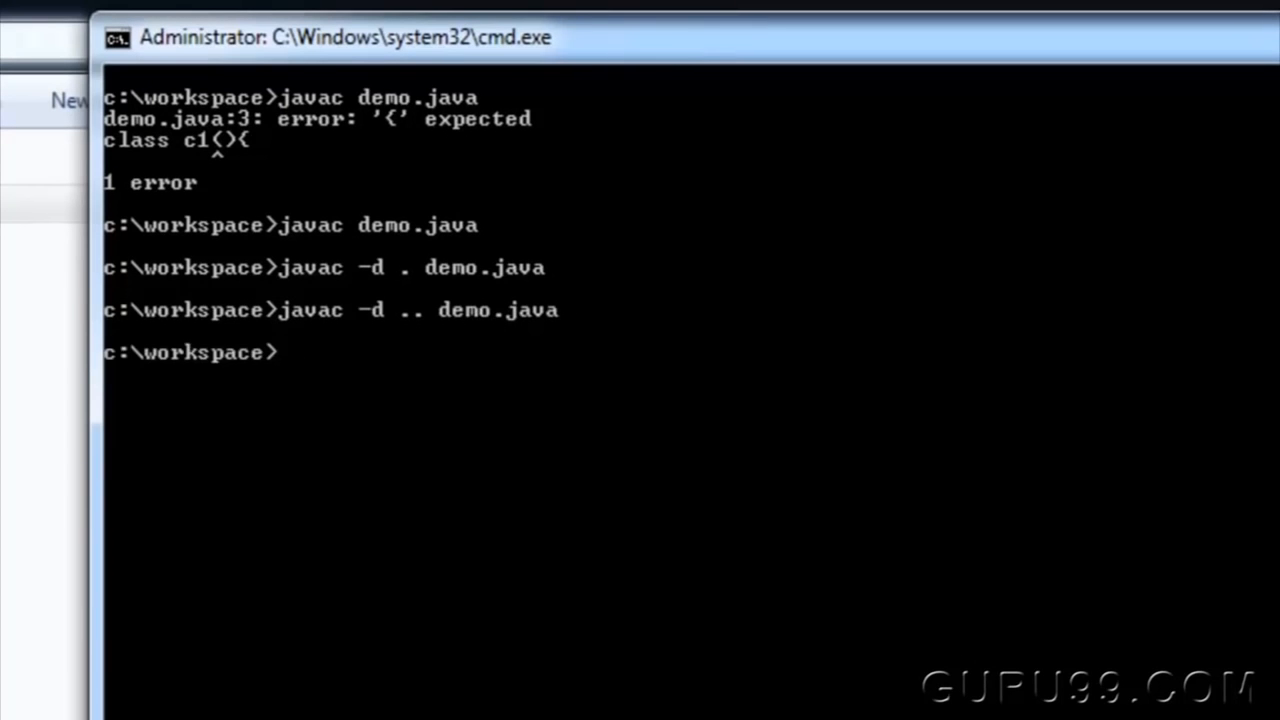 Administrator: C:\Windows\system32\cmd.exe
New
c:\workspace>javac demo.java
demo.java:3: error: '{' expected
class c1(){
^
1 error
c:\workspace>javac demo.java
c:\workspace>javac -d . demo.java
c:\workspace>javac -d .. demo.java
c:\workspace>
GURU99.COM